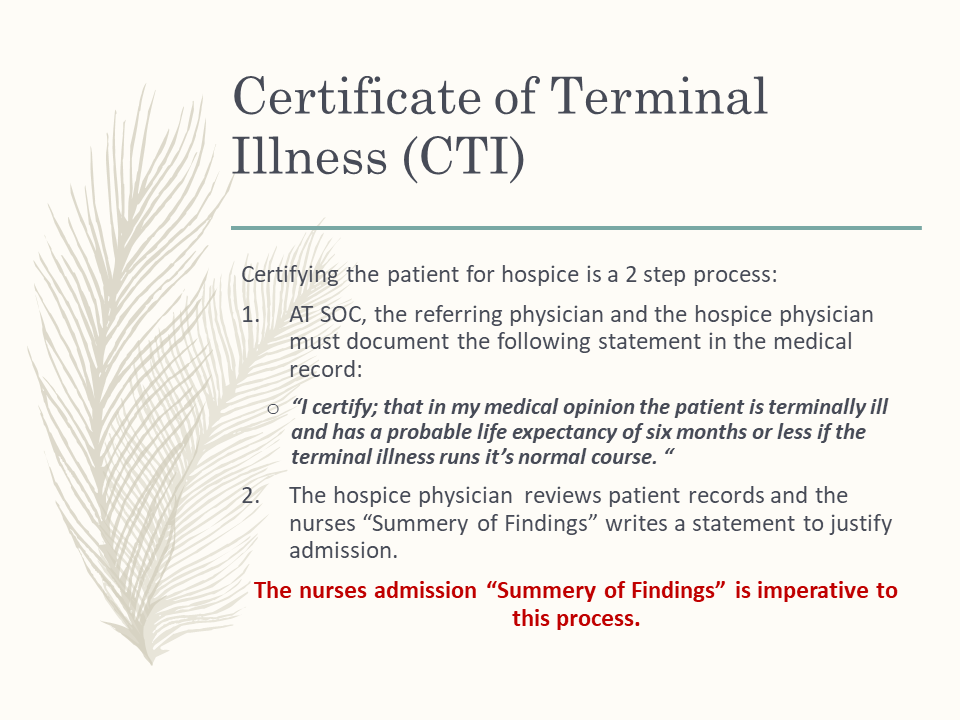 Certificate of Terminal
Illness (CTI)
Certifying the patient for hospice is a 2 step process:
1. AT SOC, the referring physician and the hospice physician
must document the following statement in the medical
record:
o “I certify; that in my medical opinion the patient is terminally ill
and has a probable life expectancy of six months or less if the
terminal illness runs it’s normal course. “
2. The hospice physician reviews patient records and the
nurses “Summery of Findings” writes a statement to justify
admission.
The nurses admission “Summery of Findings” is imperative to
this process.